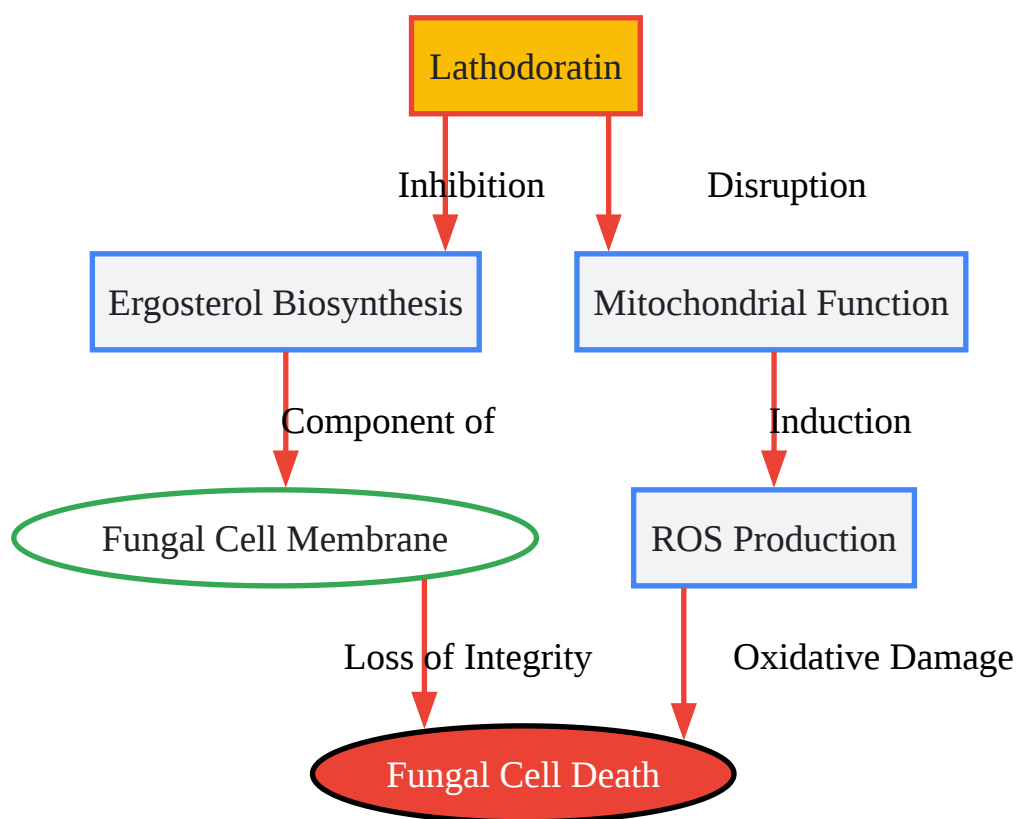 Lathodoratin
Inhibition
Disruption
Ergosterol Biosynthesis
Mitochondrial Function
Component of
Induction
Fungal Cell Membrane
ROS Production
Loss of Integrity
Oxidative Damage
Fungal Cell Death